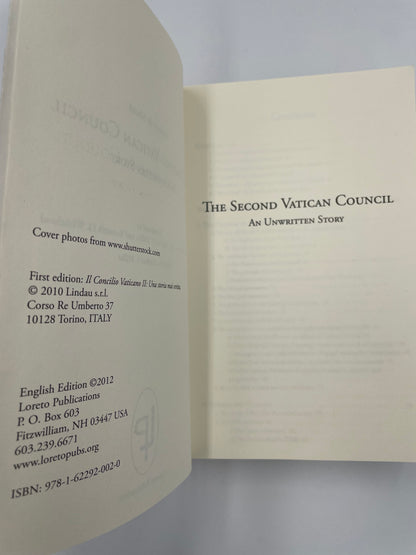 Cover photos from www.shutterstock.com
First edition: Il Concilio Vaticano II: Una storia mai scritta
© 2010 Lindau s.r.l.
Corso Re Umberto 37
10128 Torino, ITALY
English Edition ©2012
Loreto Publications
P. O. Box 603
Fitzwilliam, NH 03447 USA
603.239.6671
www.loretopubs.org
ISBN: 978-1-62292-002-0
The Second Vatican Council
An Unwritten Story